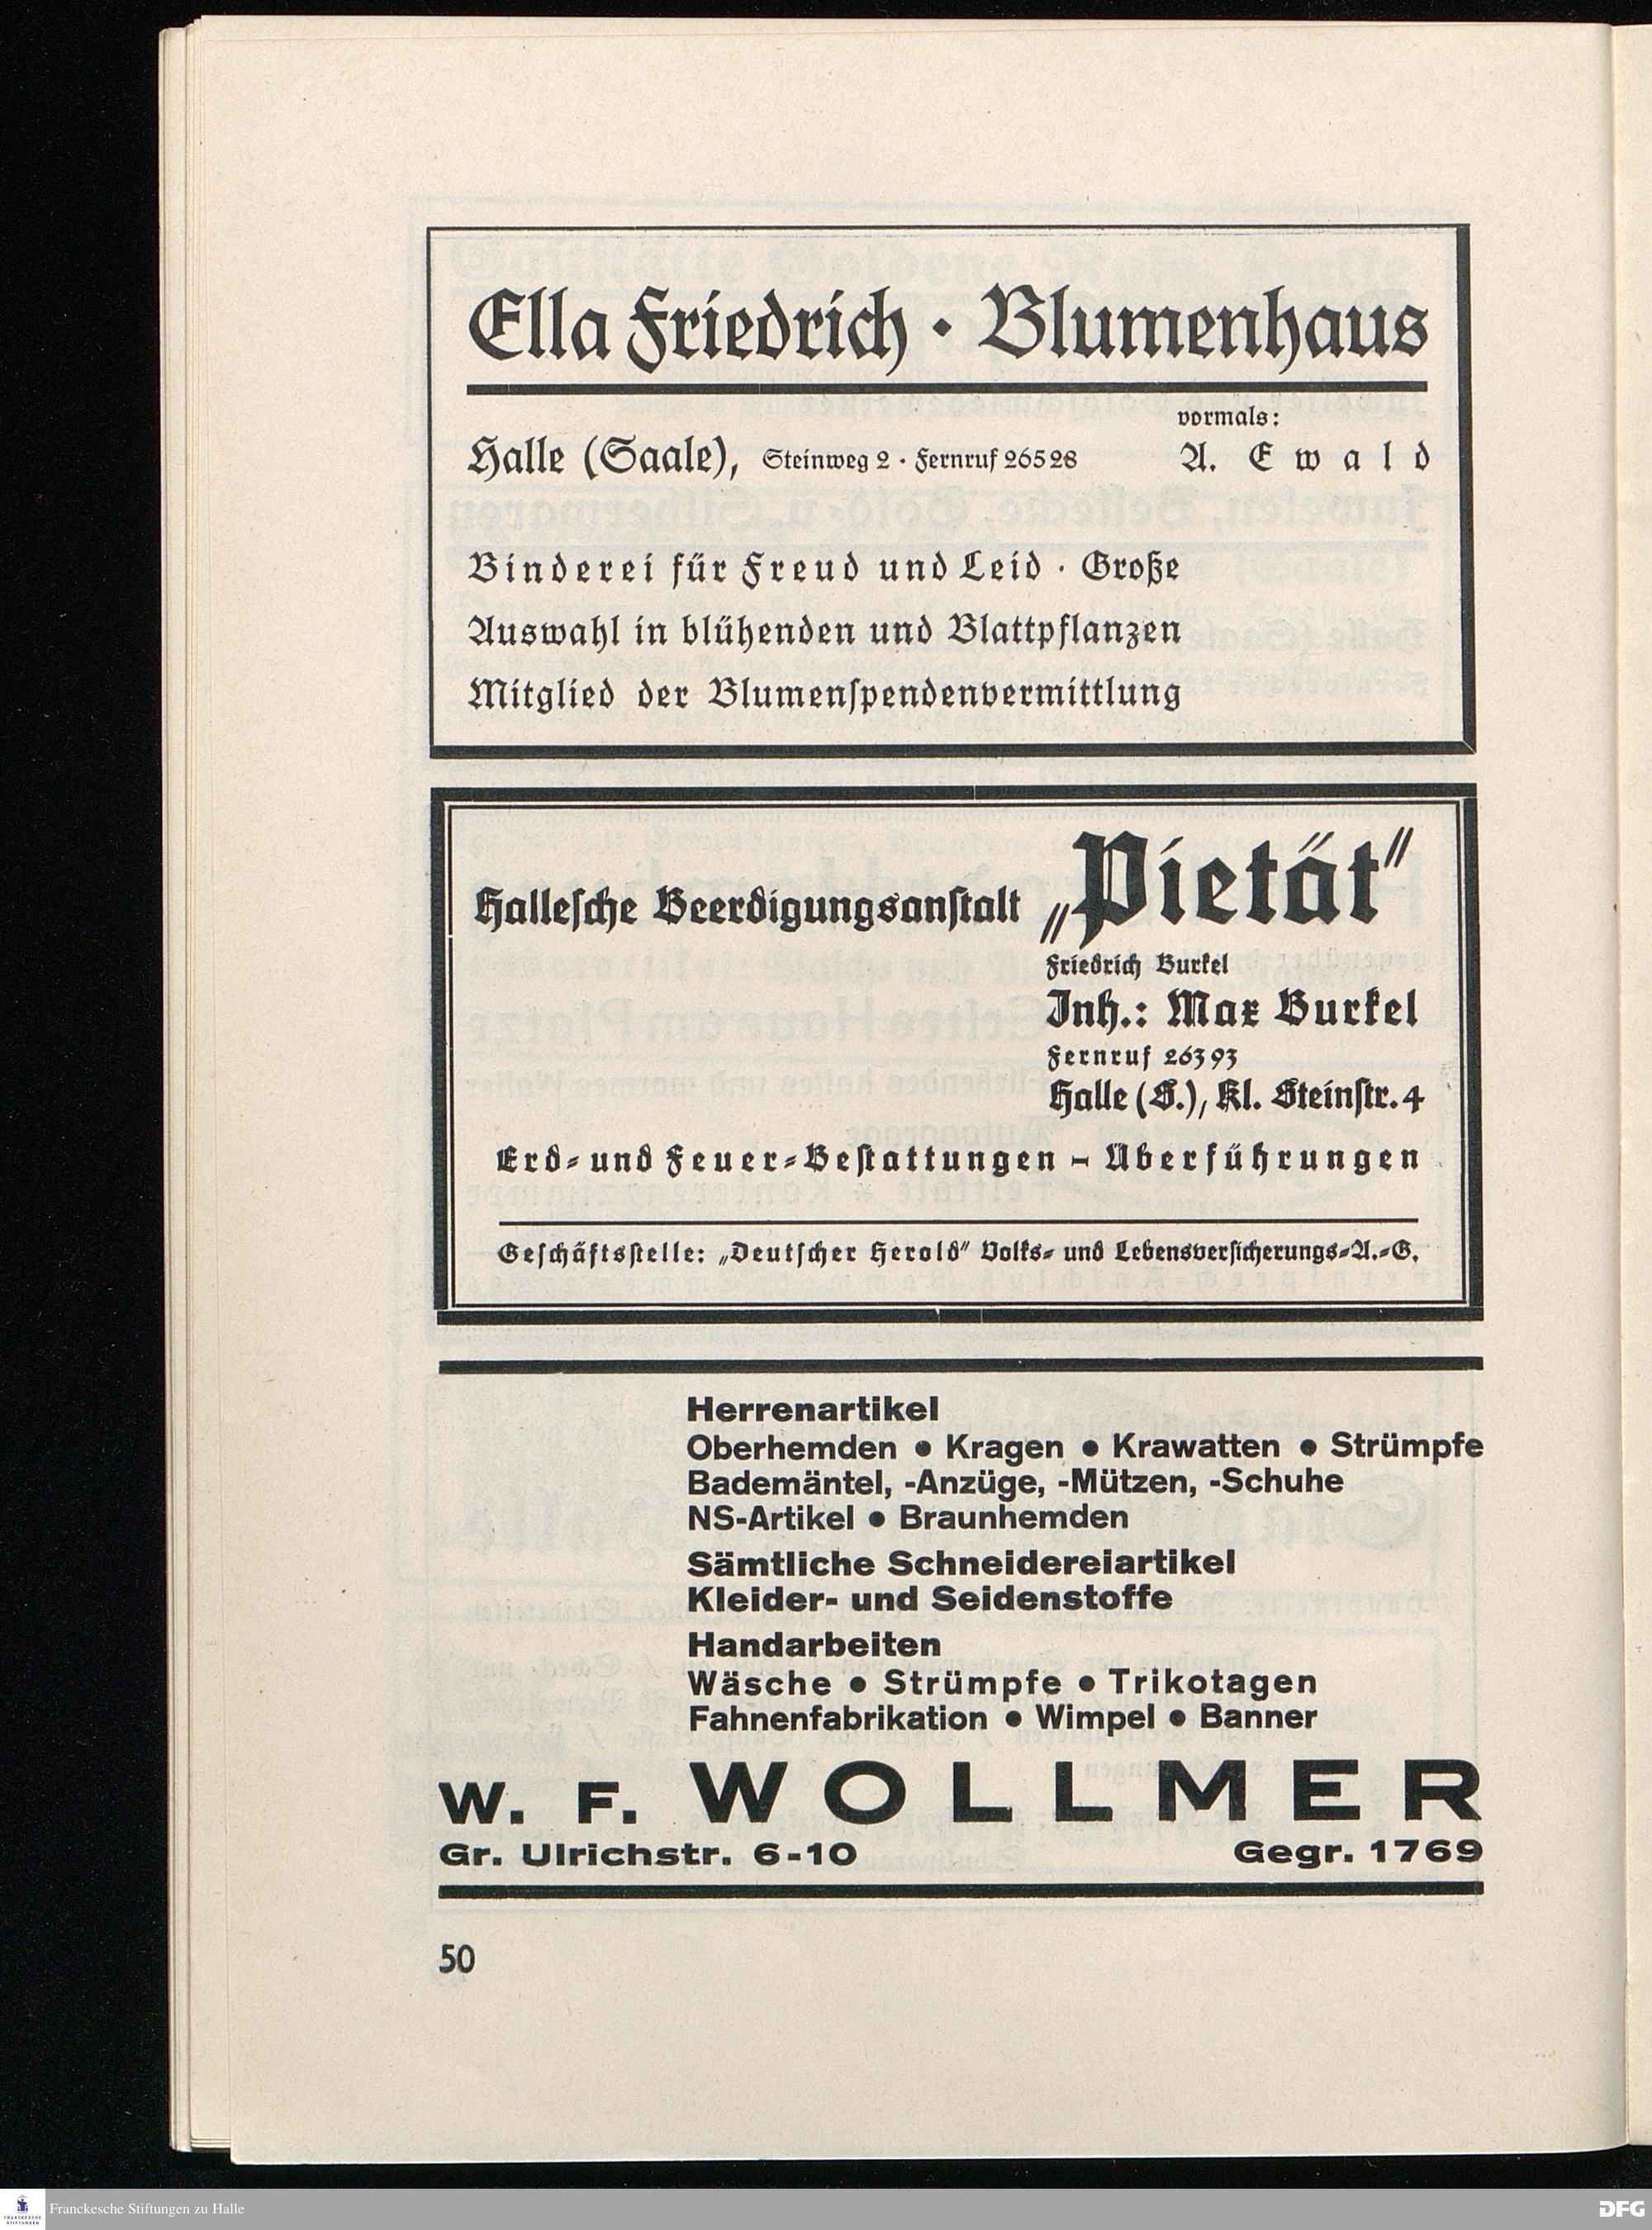 Ella Friedrich · Blumenhaus
vormals:
Halle (Saale), Steinweg 2 · Fernruf 26528 A. Ewald
Binderei für Freud und Leid · Große
Auswahl in blühenden und Blattpflanzen
Mitglied der Blumenſpendenvermittlung
Halleſche Beerdigungsanſtalt „Pietät“
Friedrich Burkel
Inh.: Max Burkel
Fernruf 26393
Halle (S.), Kl. Steinſtr. 4
Erd- und Feuer-Beſtattungen – Überführungen
Geſchäftsſtelle: „Deutſcher Herold“ Volks- und Lebensverſicherungs-A.-G.
Herrenartikel
Oberhemden ● Kragen ● Krawatten ● Strümpfe
Bademäntel, -Anzüge, -Mützen, -Schuhe
NS-Artikel ● Braunhemden
Sämtliche Schneidereiartikel
Kleider- und Seidenstoffe
Handarbeiten
Wäsche ● Strümpfe ● Trikotagen
Fahnenfabrikation ● Wimpel ● Banner
W. F. WOLLMER
Gr. Ulrichstr. 6-10 Gegr. 1769
50
FRANCKESCHE STIFTUNGEN
Franckesche Stiftungen zu Halle
DFG